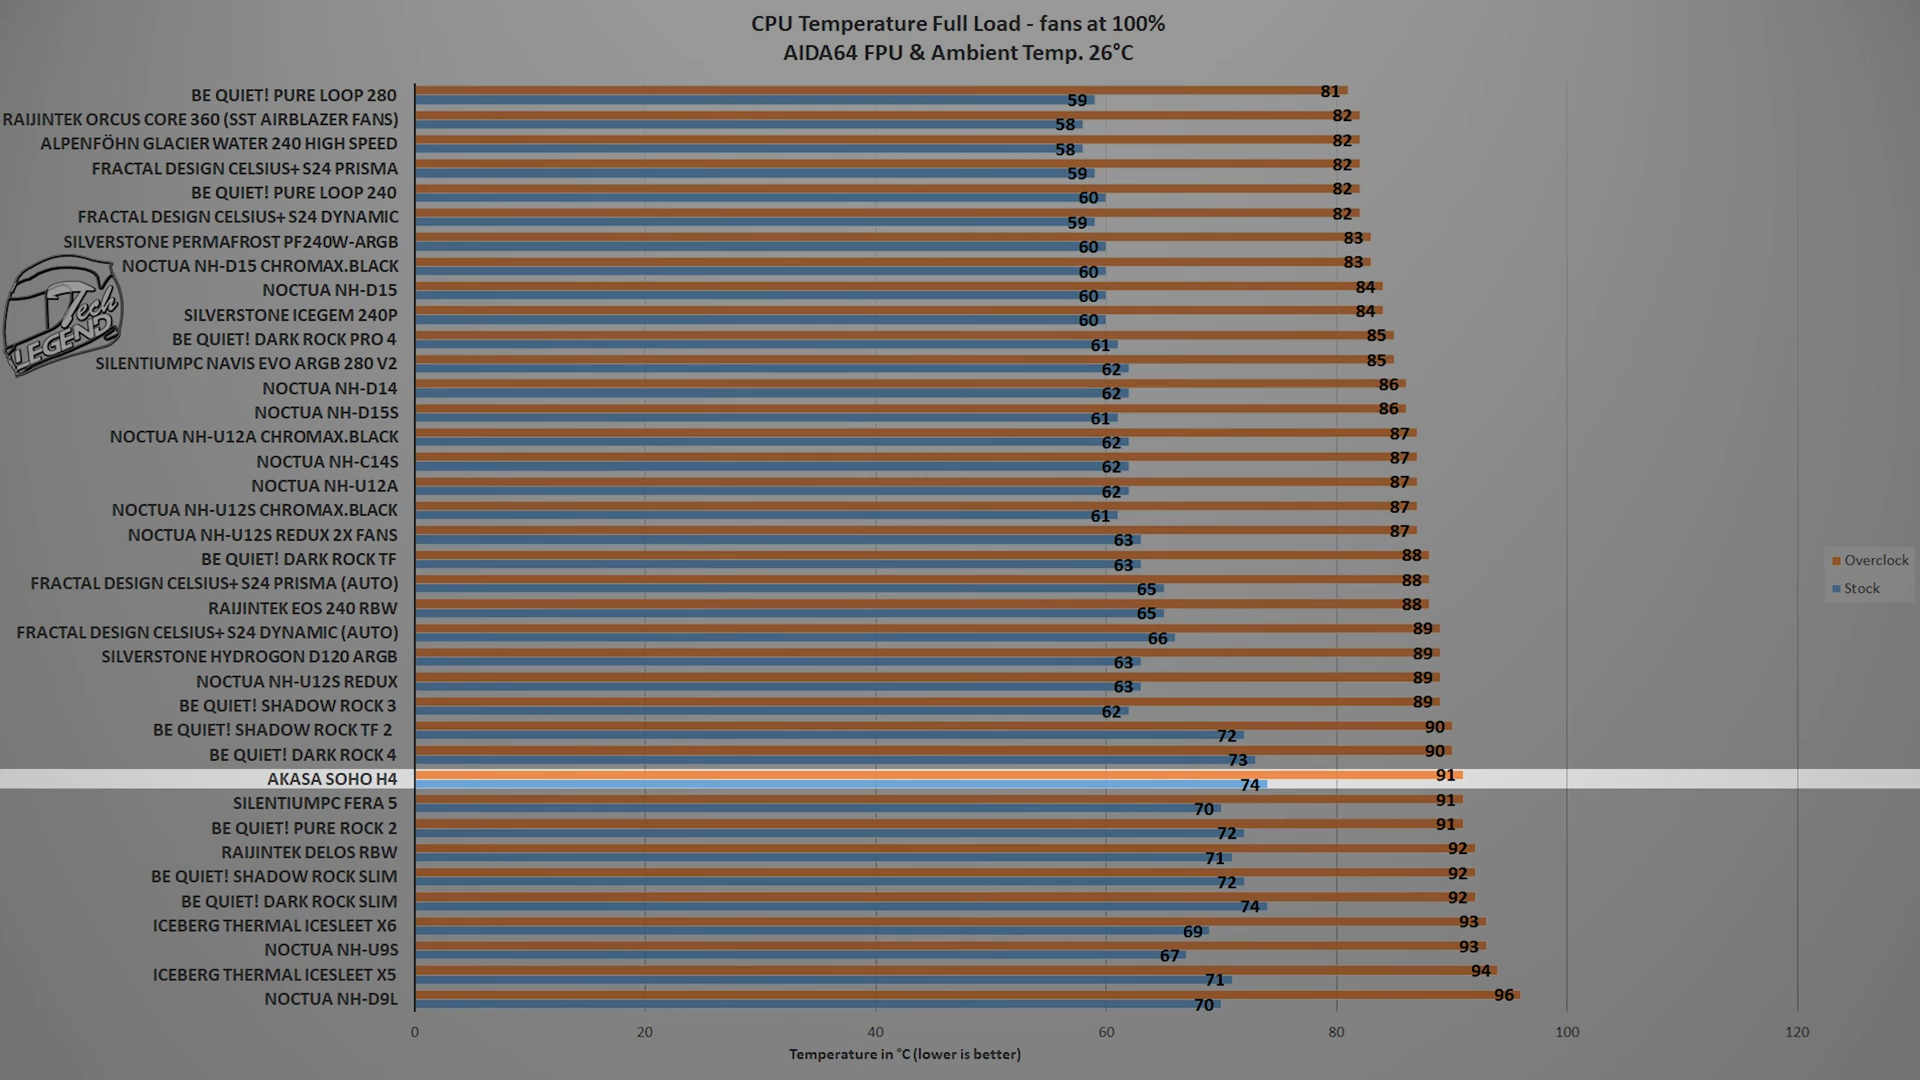 CPU Temperature Full Load - fans at 100%
AIDA64 FPU & Ambient Temp. 26°C
BE QUIET! PURE LOOP 280 81 59
RAIJINTEK ORCUS CORE 360 (SST AIRBLAZER FANS) 82 58
ALPENFÖHN GLACIER WATER 240 HIGH SPEED 82 58
FRACTAL DESIGN CELSIUS+ S24 PRISMA 82 59
BE QUIET! PURE LOOP 240 82 60
FRACTAL DESIGN CELSIUS+ S24 DYNAMIC 82 59
SILVERSTONE PERMAFROST PF240W-ARGB 83 60
NOCTUA NH-D15 CHROMAX.BLACK 83 60
NOCTUA NH-D15 84 60
SILVERSTONE ICEGEM 240P 84 60
BE QUIET! DARK ROCK PRO 4 85 61
SILENTIUMPC NAVIS EVO ARGB 280 V2 85 62
NOCTUA NH-D14 86 62
NOCTUA NH-D15S 86 61
NOCTUA NH-U12A CHROMAX.BLACK 87 62
NOCTUA NH-C14S 87 62
NOCTUA NH-U12A 87 62
NOCTUA NH-U12S CHROMAX.BLACK 87 61
NOCTUA NH-U12S REDUX 2X FANS 87 63
BE QUIET! DARK ROCK TF 88 63
FRACTAL DESIGN CELSIUS+ S24 PRISMA (AUTO) 88 65
RAIJINTEK EOS 240 RBW 88 65
FRACTAL DESIGN CELSIUS+ S24 DYNAMIC (AUTO) 89 66
SILVERSTONE HYDROGON D120 ARGB 89 63
NOCTUA NH-U12S REDUX 89 63
BE QUIET! SHADOW ROCK 3 89 62
BE QUIET! SHADOW ROCK TF 2 90 72
BE QUIET! DARK ROCK 4 90 73
AKASA SOHO H4 91 74
SILENTIUMPC FERA 5 91 70
BE QUIET! PURE ROCK 2 91 72
RAIJINTEK DELOS RBW 92 71
BE QUIET! SHADOW ROCK SLIM 92 72
BE QUIET! DARK ROCK SLIM 92 74
ICEBERG THERMAL ICESLEET X6 93 69
NOCTUA NH-U9S 93 67
ICEBERG THERMAL ICESLEET X5 94 71
NOCTUA NH-D9L 96 70
0 20 40 60 80 100 120
Temperature in °C (lower is better)
Overclock
Stock
Tech
LEGEND